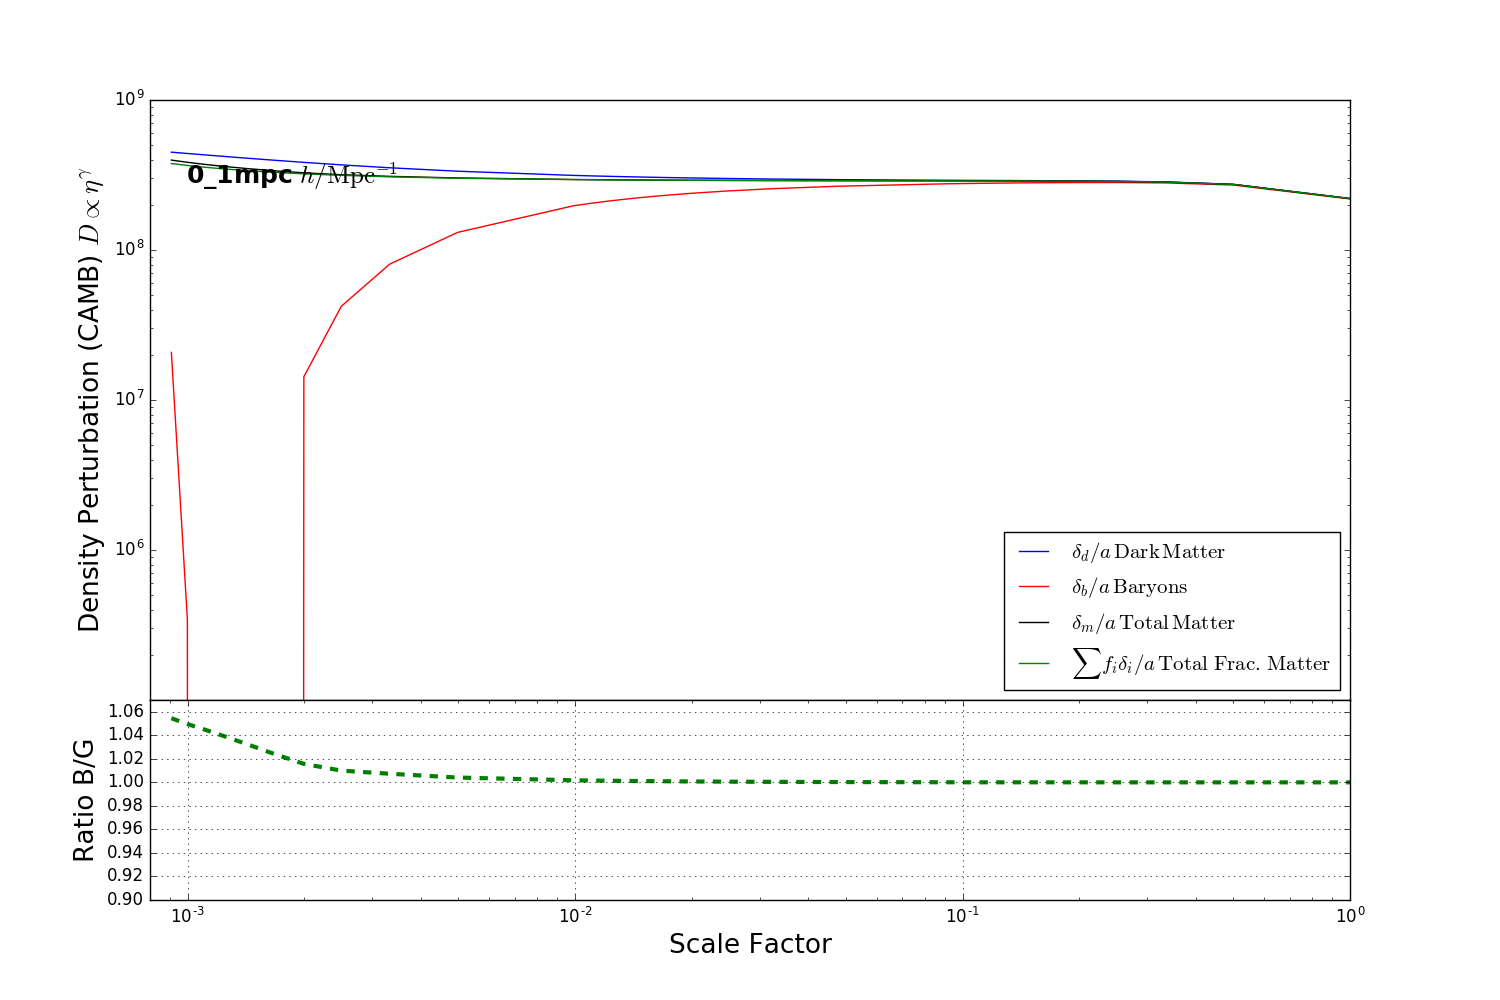 10^9
10^8
10^7
10^6
Density Perturbation (CAMB) D ∝ η^γ
0_1mpc h/Mpc^{-1}
δ_d/a Dark Matter
δ_b/a Baryons
δ_m/a Total Matter
∑ f_i δ_i/a Total Frac. Matter
1.06
1.04
1.02
1.00
0.98
0.96
0.94
0.92
0.90
Ratio B/G
10^{-3} 10^{-2} 10^{-1} 10^0
Scale Factor